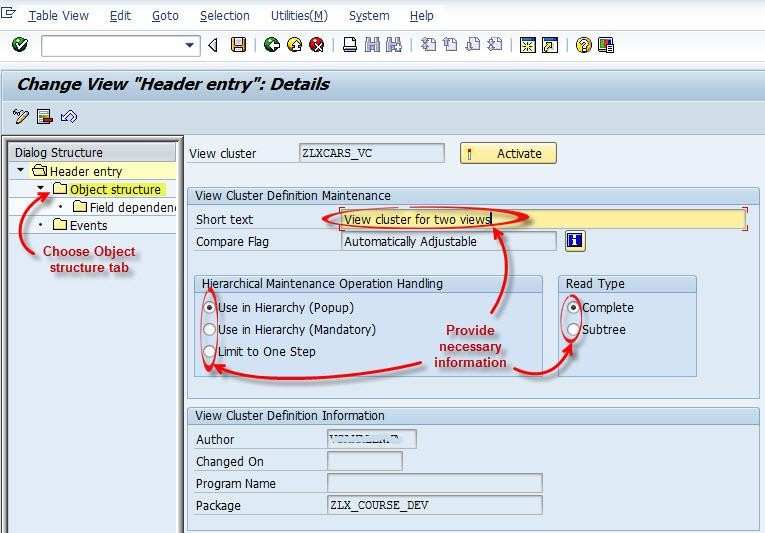 Table View Edit Goto Selection Utilities(M) System Help
Change View "Header entry": Details
Dialog Structure
Header entry
Object structure
Field dependen
Events
Choose Object
structure tab
View cluster ZLXCARS_VC Activate
View Cluster Definition Maintenance
Short text View cluster for two views
Compare Flag Automatically Adjustable
Hierarchical Maintenance Operation Handling
Use in Hierarchy (Popup)
Use in Hierarchy (Mandatory)
Limit to One Step
Read Type
Complete
Subtree
Provide
necessary
information
View Cluster Definition Information
Author
Changed On
Program Name
Package ZLX_COURSE_DEV